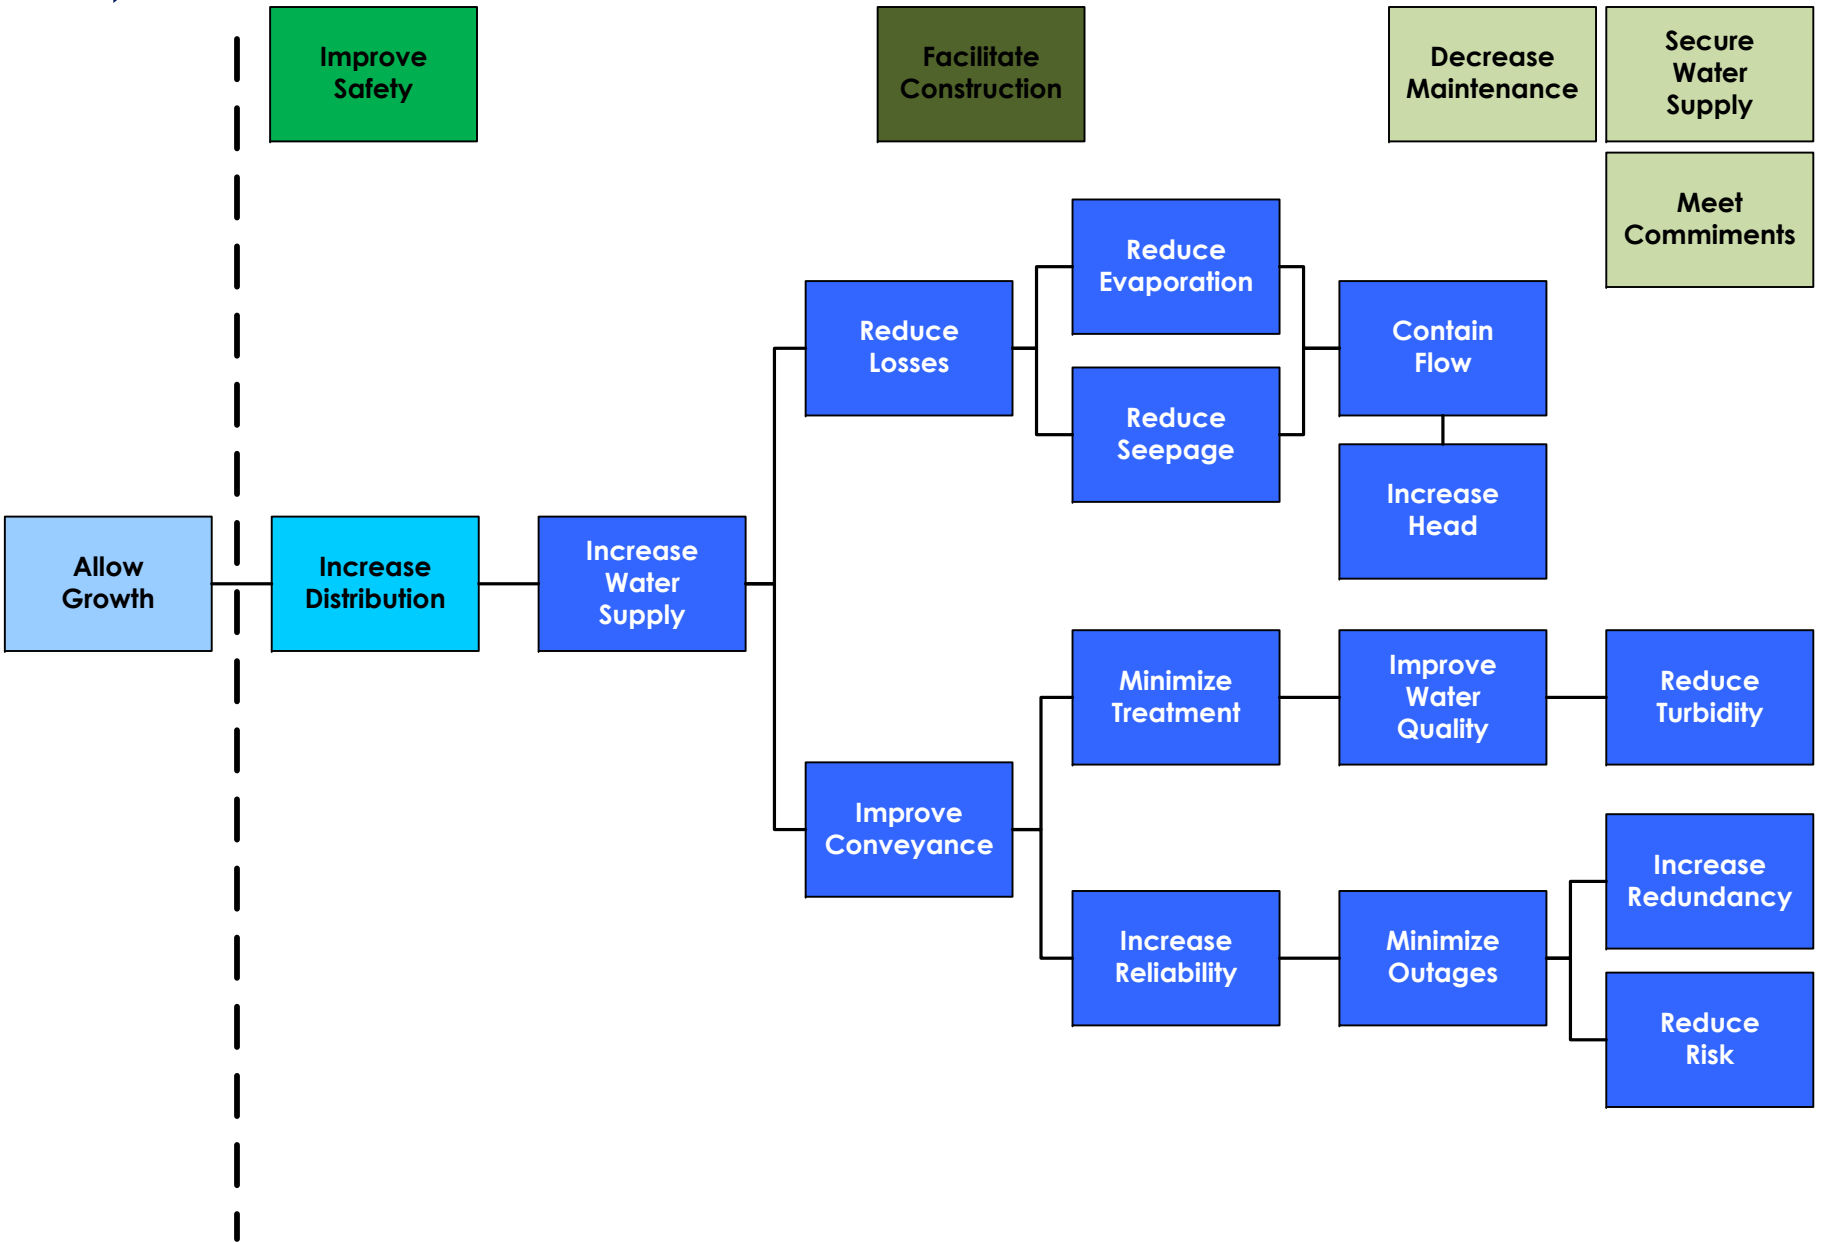 Improve
Safety
Facilitate
Construction
Decrease
Maintenance
Secure
Water
Supply
Meet
Commiments
Reduce
Evaporation
Reduce
Losses
Contain
Flow
Reduce
Seepage
Increase
Head
Allow
Growth
Increase
Distribution
Increase
Water
Supply
Minimize
Treatment
Improve
Water
Quality
Reduce
Turbidity
Improve
Conveyance
Increase
Redundancy
Increase
Reliability
Minimize
Outages
Reduce
Risk